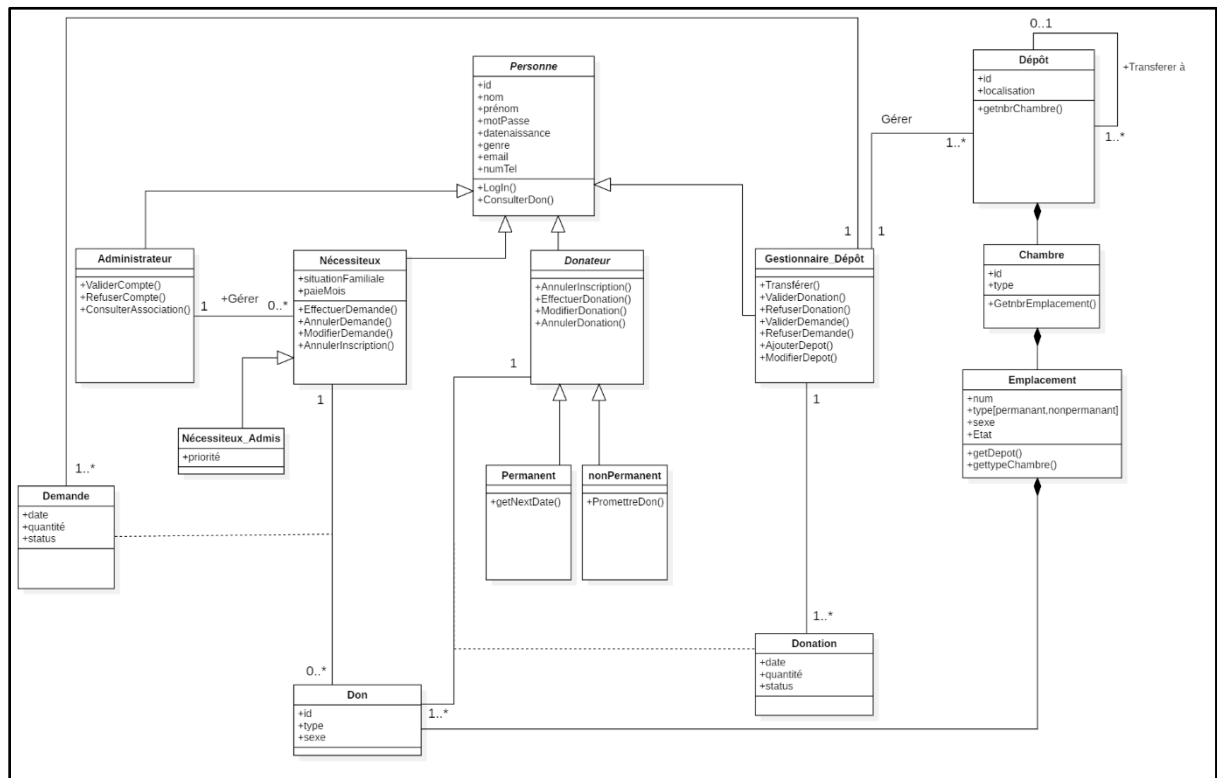 0..1
Dépôt
+id
+localisation
+getnbrChambre()
+Transferer à
1..*
Personne
+id
+nom
+prénom
+motPasse
+datenaissance
+genre
+email
+numTel
+LogIn()
+ConsulterDon()
Gérer
1..*
1
1
Administrateur
+ValiderCompte()
+RefuserCompte()
+ConsulterAssociation()
1
+Gérer
0..*
Nécessiteux
+situationFamiliale
+paieMois
+EffectuerDemande()
+AnnulerDemande()
+ModifierDemande()
+AnnulerInscription()
1
Donateur
+AnnulerInscription()
+EffectuerDonation()
+ModifierDonation()
+AnnulerDonation()
1
Gestionnaire_Dépôt
+Transférer()
+ValiderDonation()
+RefuserDonation()
+ValiderDemande()
+RefuserDemande()
+AjouterDepot()
+ModifierDepot()
1
Chambre
+id
+type
+GetnbrEmplacement()
Emplacement
+num
+type[permanant,nonpermanant]
+sexe
+Etat
+getDepot()
+gettypeChambre()
Nécessiteux_Admis
+priorité
Permanent
+getNextDate()
nonPermanent
+PromettreDon()
1..*
Demande
+date
+quantité
+status
1..*
Donation
+date
+quantité
+status
0..*
Don
+id
+type
+sexe
1..*